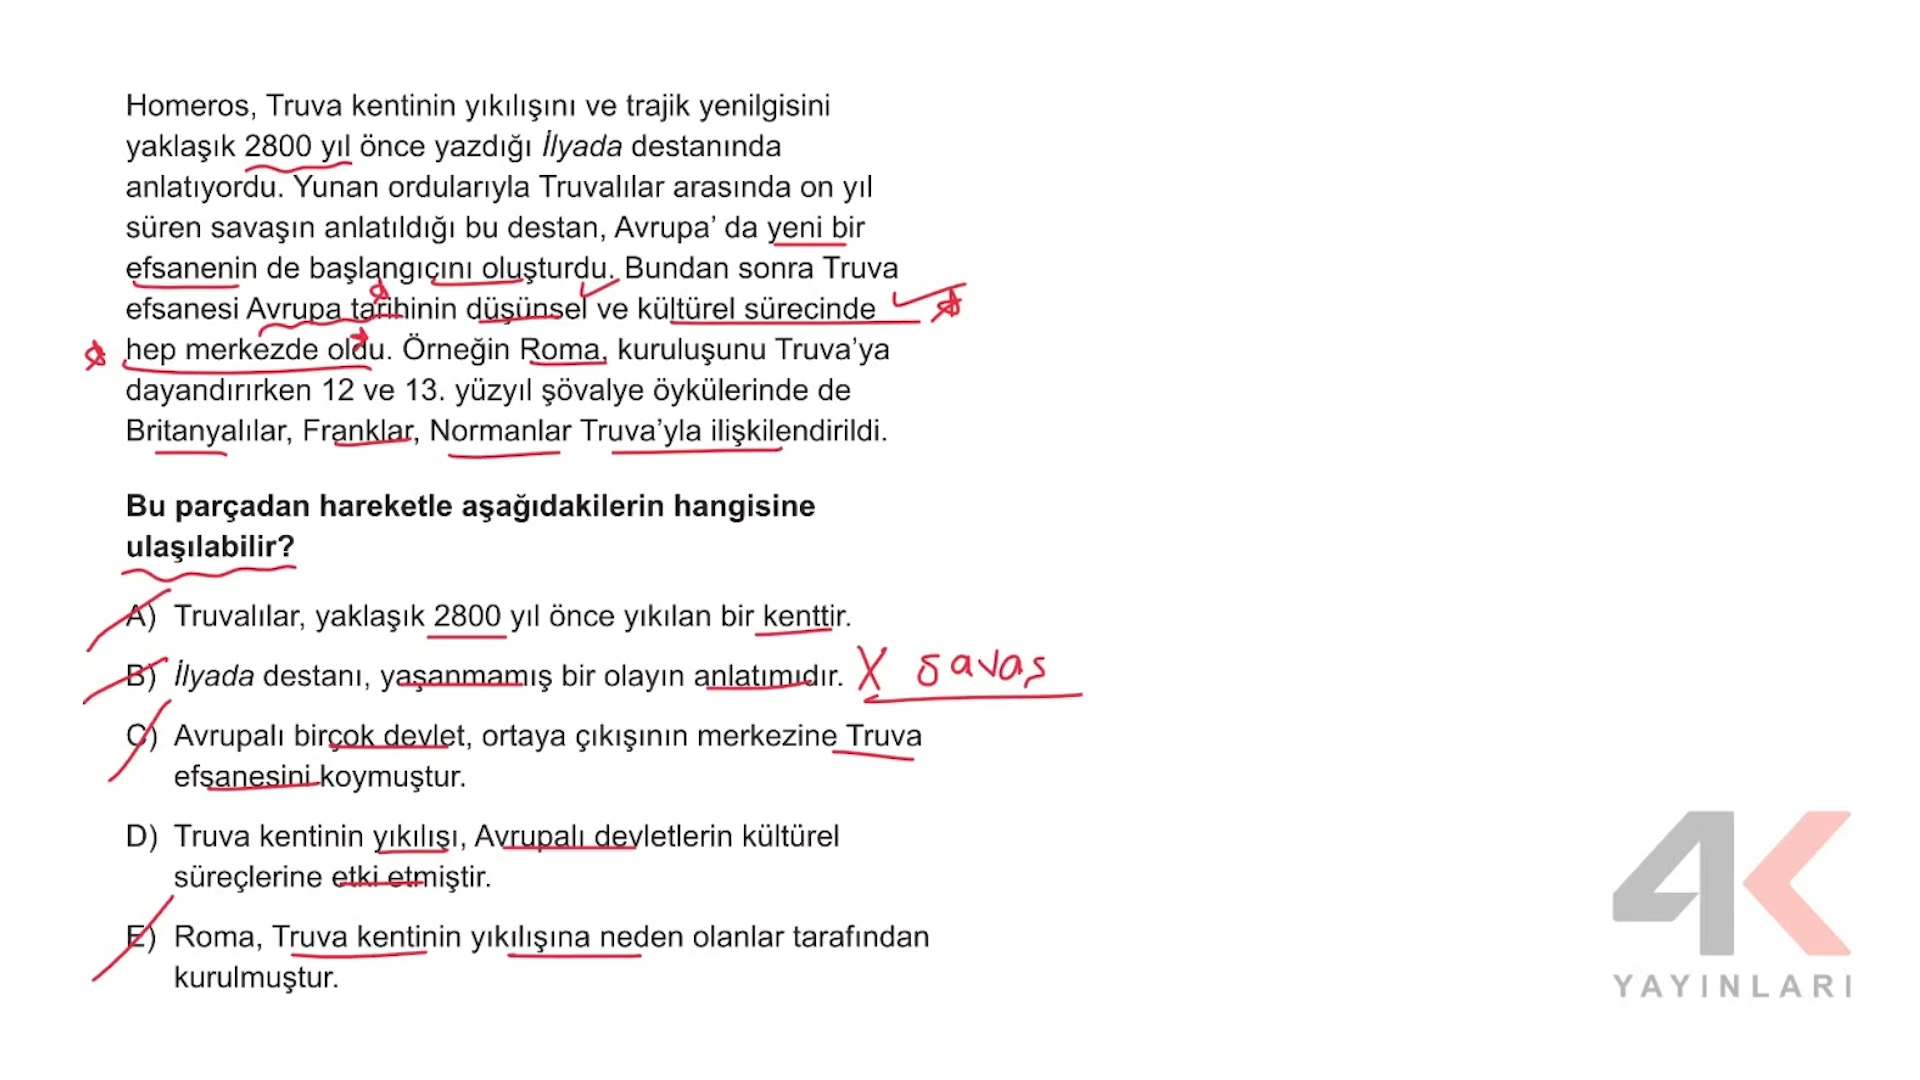 Homeros, Truva kentinin yıkılışını ve trajik yenilgisini
yaklaşık 2800 yıl önce yazdığı İlyada destanında
anlatıyordu. Yunan ordularıyla Truvalılar arasında on yıl
süren savaşın anlatıldığı bu destan, Avrupa’ da yeni bir
efsanenin de başlangıcını oluşturdu. Bundan sonra Truva
efsanesi Avrupa tarihinin düşünsel ve kültürel sürecinde
hep merkezde oldu. Örneğin Roma, kuruluşunu Truva’ya
dayandırırken 12 ve 13. yüzyıl şövalye öykülerinde de
Britanyalılar, Franklar, Normanlar Truva’yla ilişkilendirildi.
Bu parçadan hareketle aşağıdakilerin hangisine
ulaşılabilir?
A) Truvalılar, yaklaşık 2800 yıl önce yıkılan bir kenttir.
B) İlyada destanı, yaşanmamış bir olayın anlatımıdır. X savaş
C) Avrupalı birçok devlet, ortaya çıkışının merkezine Truva
efsanesini koymuştur.
D) Truva kentinin yıkılışı, Avrupalı devletlerin kültürel
süreçlerine etki etmiştir.
E) Roma, Truva kentinin yıkılışına neden olanlar tarafından
kurulmuştur.
4K
YAYINLARI